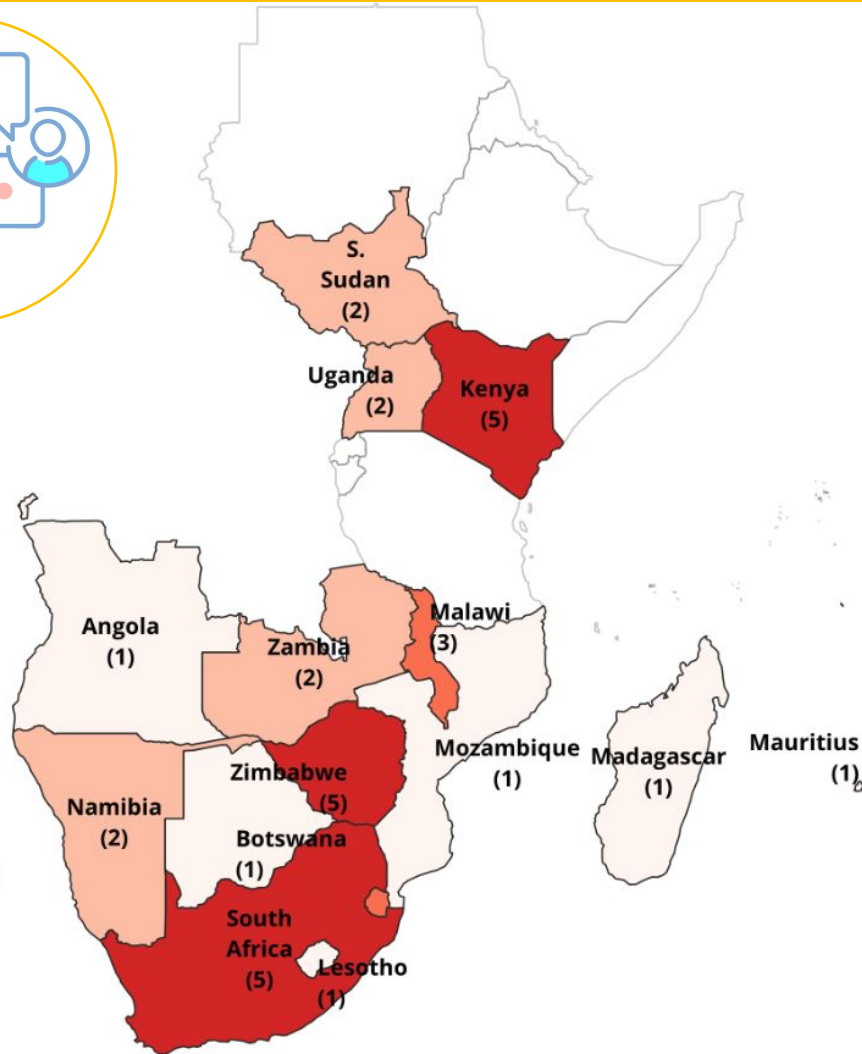 S.
Sudan
(2)
Uganda
(2)
Kenya
(5)
Angola
(1)
Zambia
(2)
Malawi
(3)
Mozambique
(1)
Madagascar
(1)
Mauritius
(1)
Zimbabwe
(5)
Namibia
(2)
Botswana
(1)
South
Africa
(5)
Lesotho
(1)